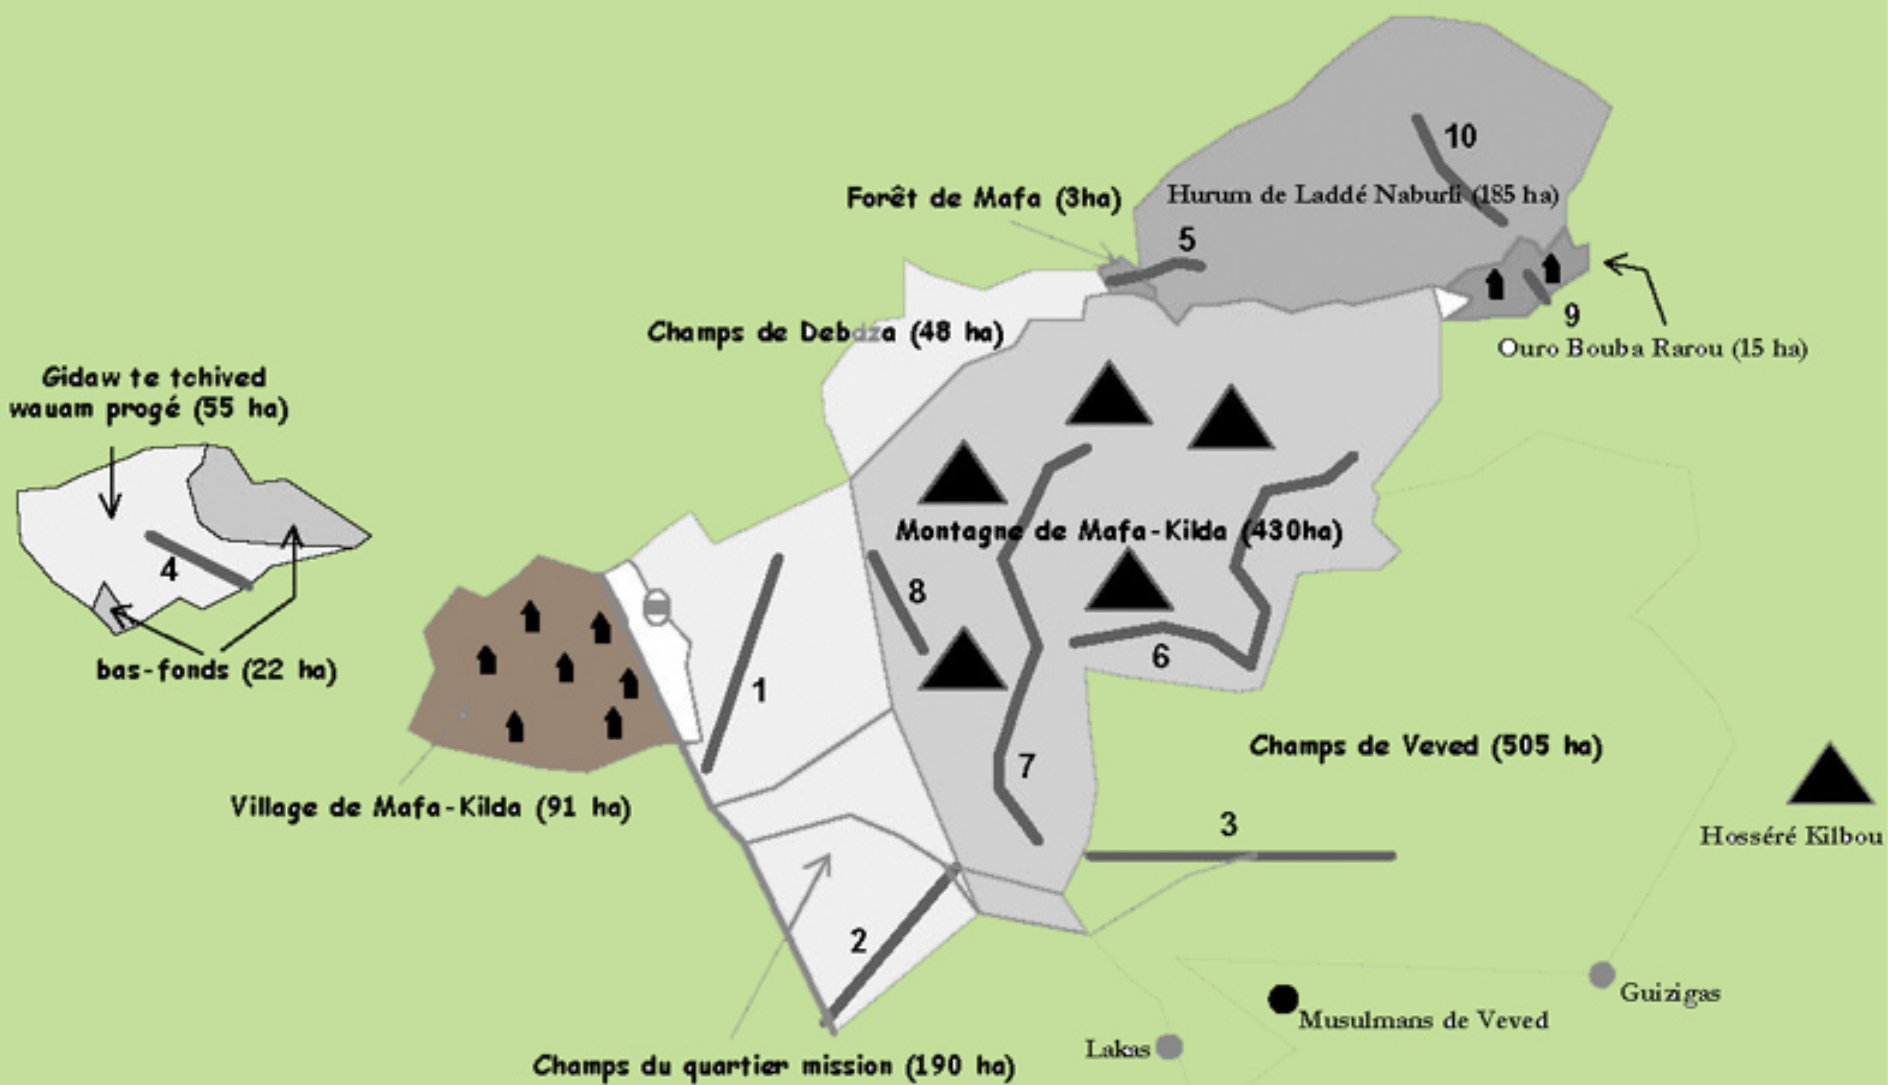 10
Forêt de Mafa (3ha)
Hurum de Laddé Naburli (185 ha)
5
9
Champs de Debdza (48 ha)
Ouro Bouba Rarou (15 ha)
Gidaw te tchived
wauam progé (55 ha)
4
Montagne de Mafa-Kilda (430ha)
8
6
bas-fonds (22 ha)
1
Champs de Veved (505 ha)
7
Village de Mafa-Kilda (91 ha)
3
Hosséré Kilbou
2
Guizigas
Musulmans de Veved
Lakas
Champs du quartier mission (190 ha)